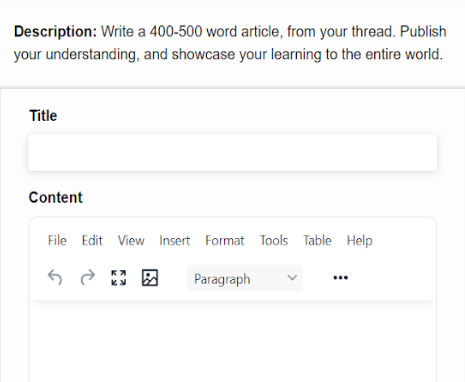 Description: Write a 400-500 word article, from your thread. Publish
your understanding, and showcase your learning to the entire world.
Title
Content
File Edit View Insert Format Tools Table Help
Paragraph